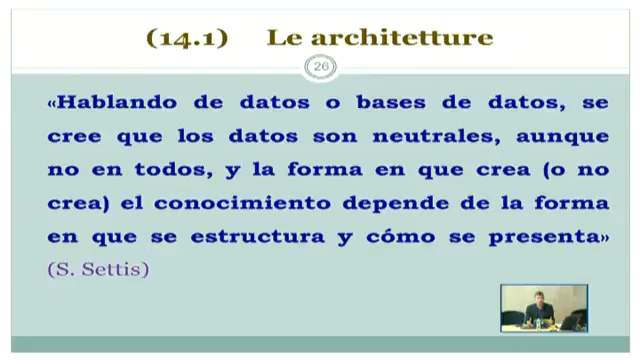 (14.1) Le architetture
26
«Hablando de datos o bases de datos, se
cree que los datos son neutrales, aunque
no en todos, y la forma en que crea (o no
crea) el conocimiento depende de la forma
en que se estructura y cómo se presenta»
(S. Settis)